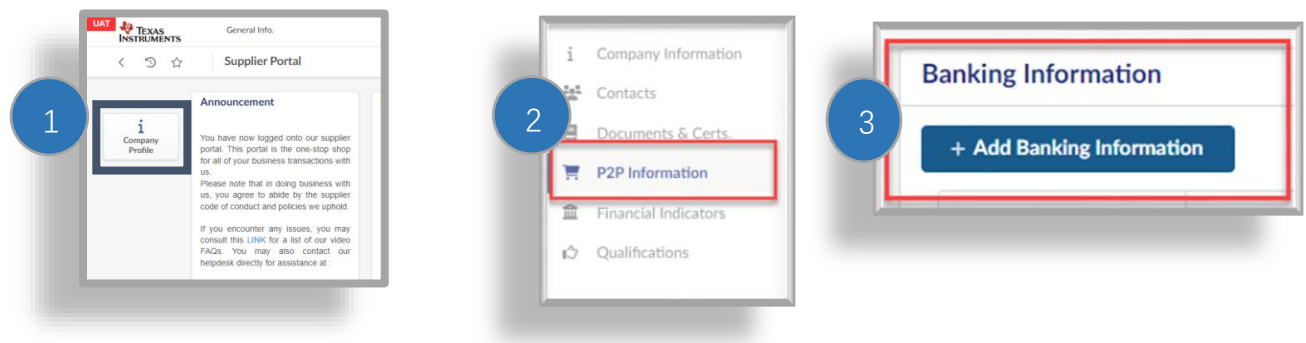 UAT
TEXAS
INSTRUMENTS
General Info.
Supplier Portal
1
i
Company
Profile
Announcement
You have now logged onto our supplier
portal. This portal is the one-stop shop
for all of your business transactions with
us.
Please note that in doing business with
us, you agree to abide by the supplier
code of conduct and policies we uphold.
If you encounter any issues, you may
consult this LINK for a list of our video
FAQs. You may also contact our
helpdesk directly for assistance at :
2
i Company Information
Contacts
Documents & Certs.
P2P Information
Financial Indicators
Qualifications
3
Banking Information
+ Add Banking Information